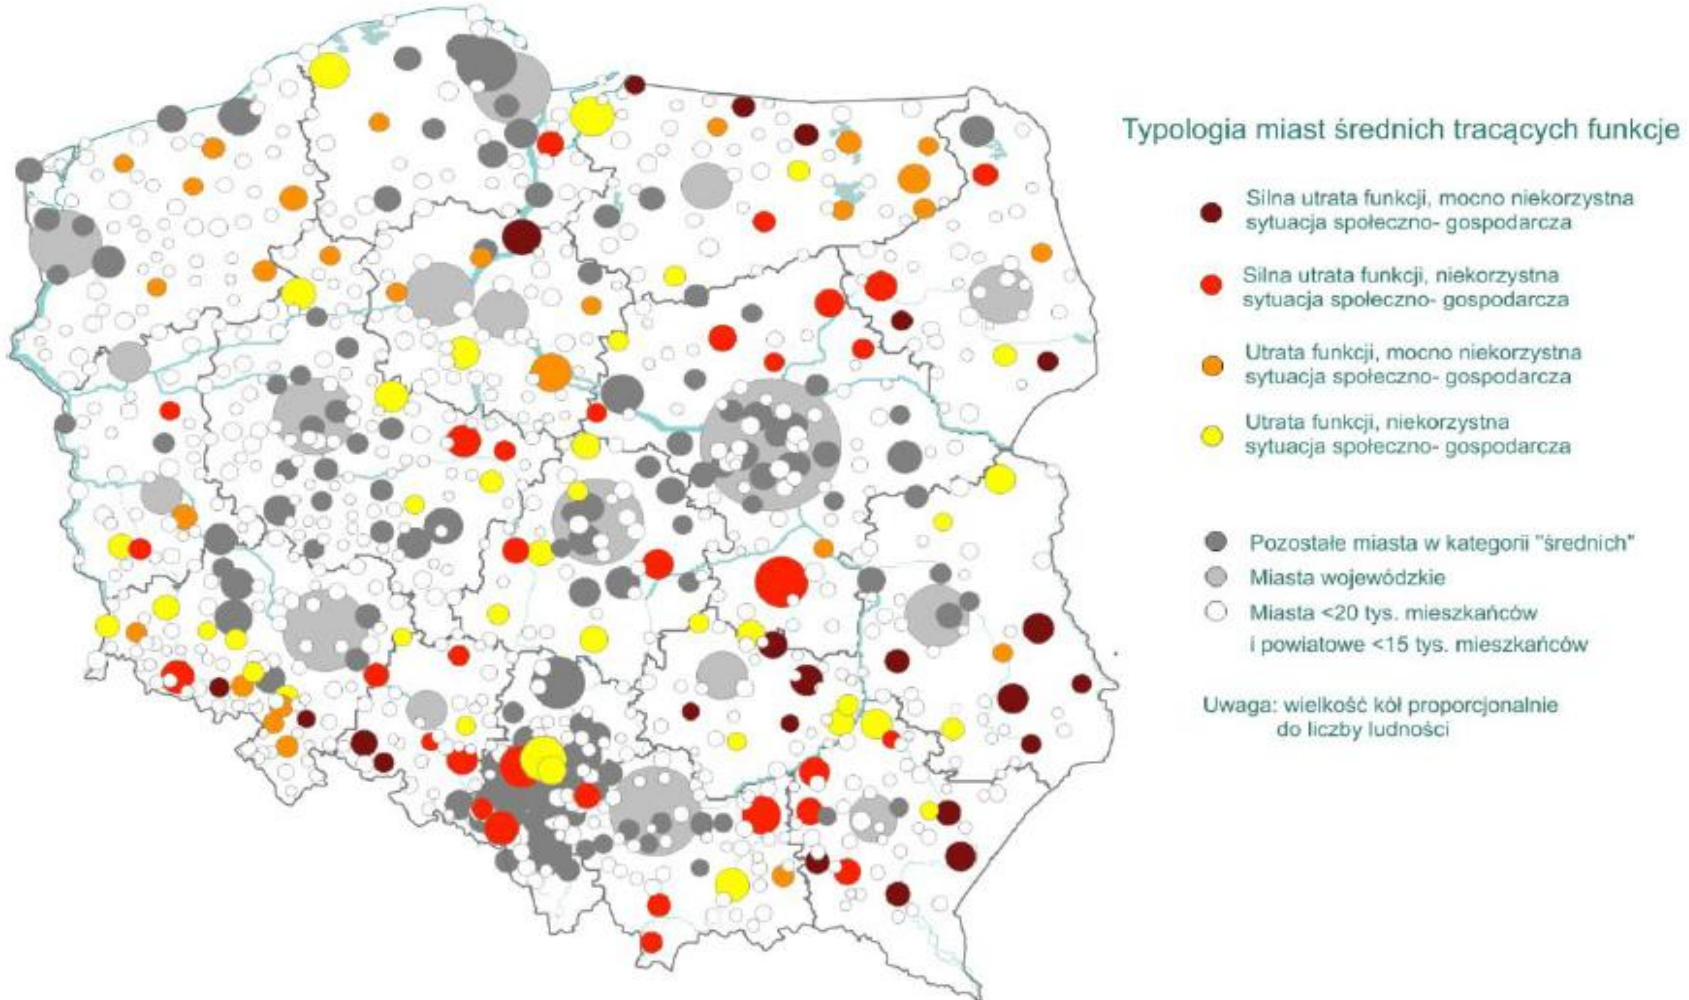 Typologia miast średnich tracących funkcje
Silna utrata funkcji, mocno niekorzystna
sytuacja społeczno- gospodarcza
Silna utrata funkcji, niekorzystna
sytuacja społeczno- gospodarcza
Utrata funkcji, mocno niekorzystna
sytuacja społeczno- gospodarcza
Utrata funkcji, niekorzystna
sytuacja społeczno- gospodarcza
Pozostałe miasta w kategorii "średnich"
Miasta wojewódzkie
Miasta <20 tys. mieszkańców
i powiatowe <15 tys. mieszkańców
Uwaga: wielkość kół proporcjonalnie
do liczby ludności